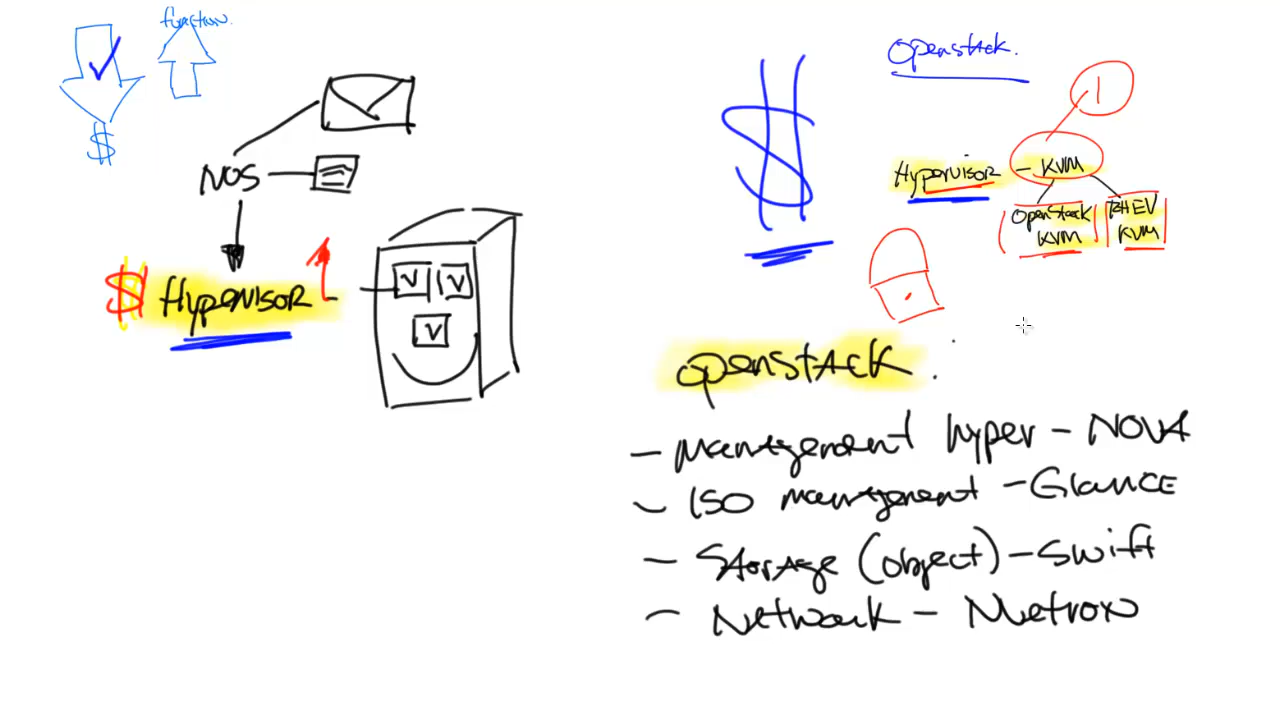 function.
$
NOS
$ Hypervisor
V V
V
$
Openstack.
1
Hypervisor - KVM
OpenStack KVM
RHEV KVM
openstack.
- Management hyper - NOVA
- ISO management - Glance
- Storage (object) - Swift
- Network - Nuetron